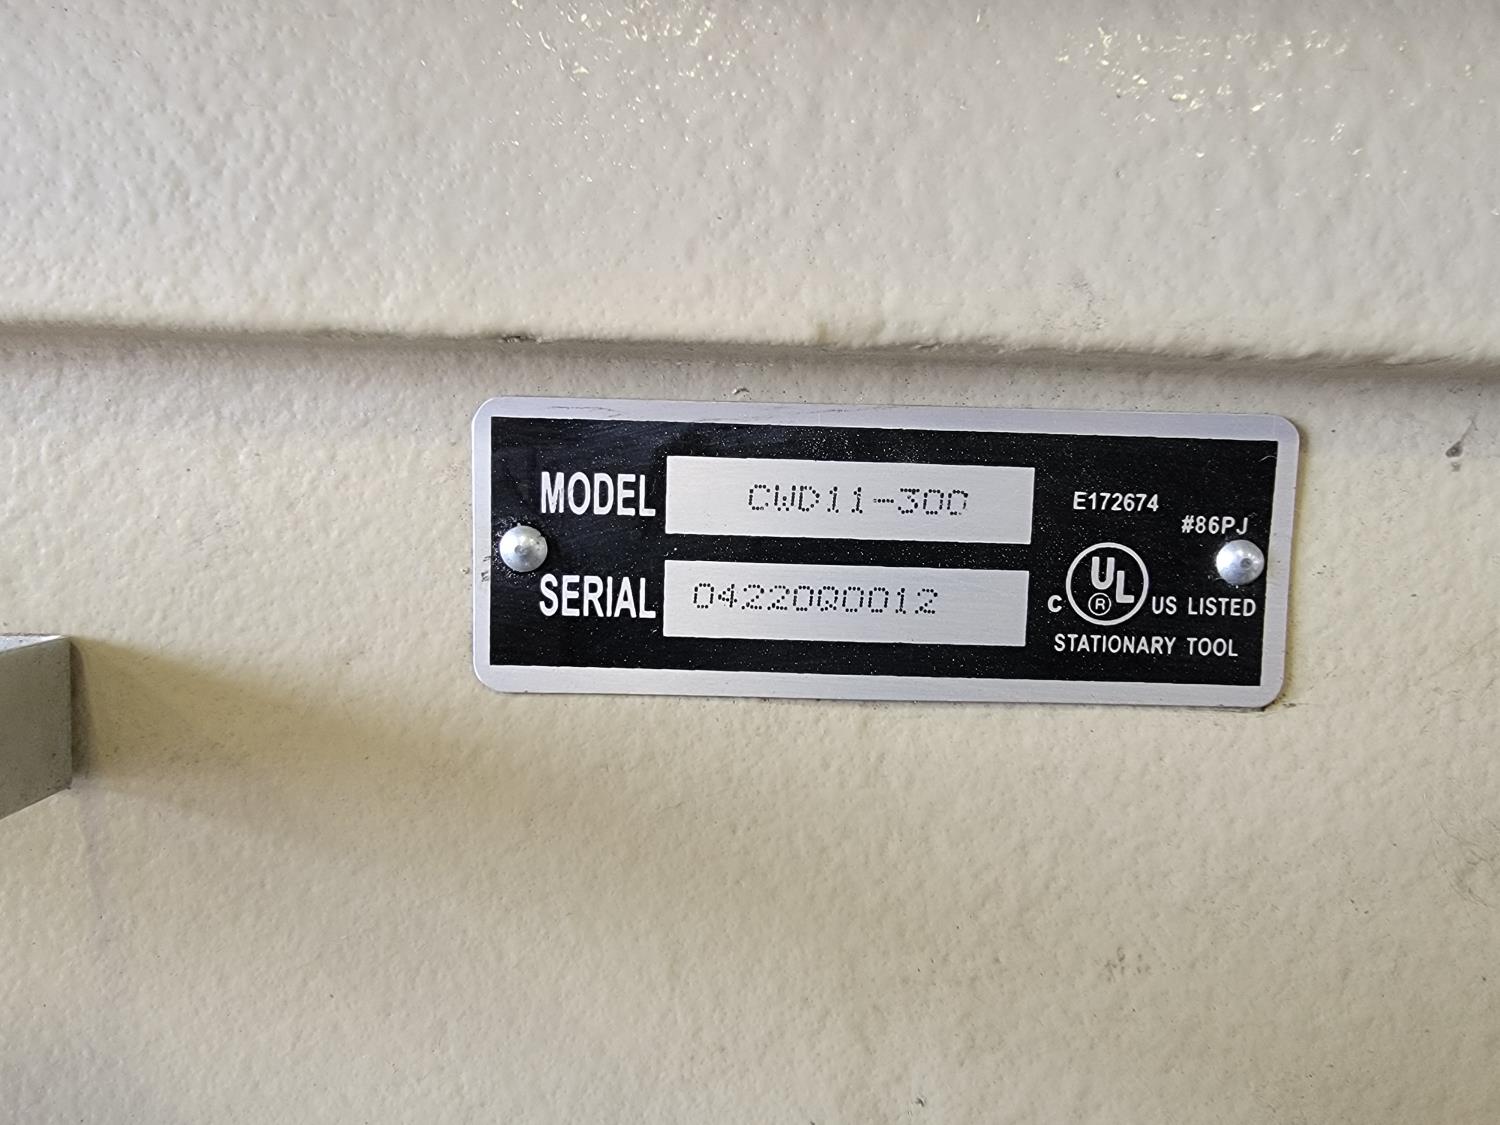 MODEL CWD11-300
E172674
#86PJ
SERIAL 04220Q0012
C UL ® US LISTED
STATIONARY TOOL